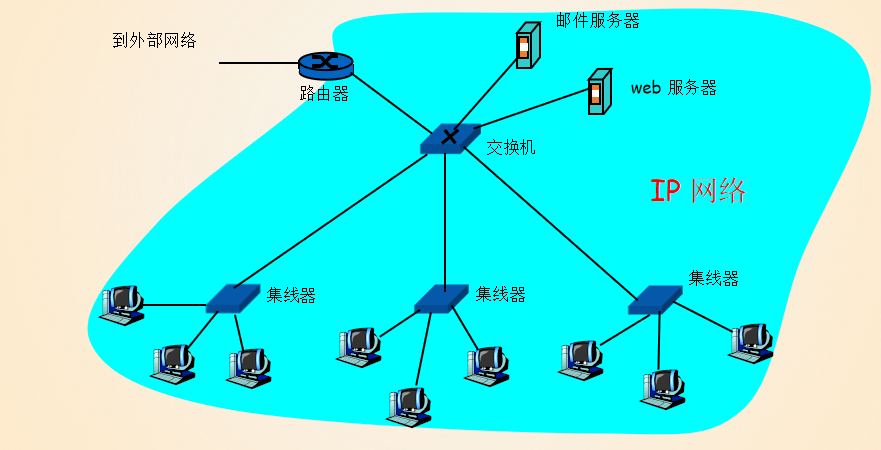 邮件服务器
到外部网络
web 服务器
路由器
交换机
IP 网络
集线器
集线器
集线器